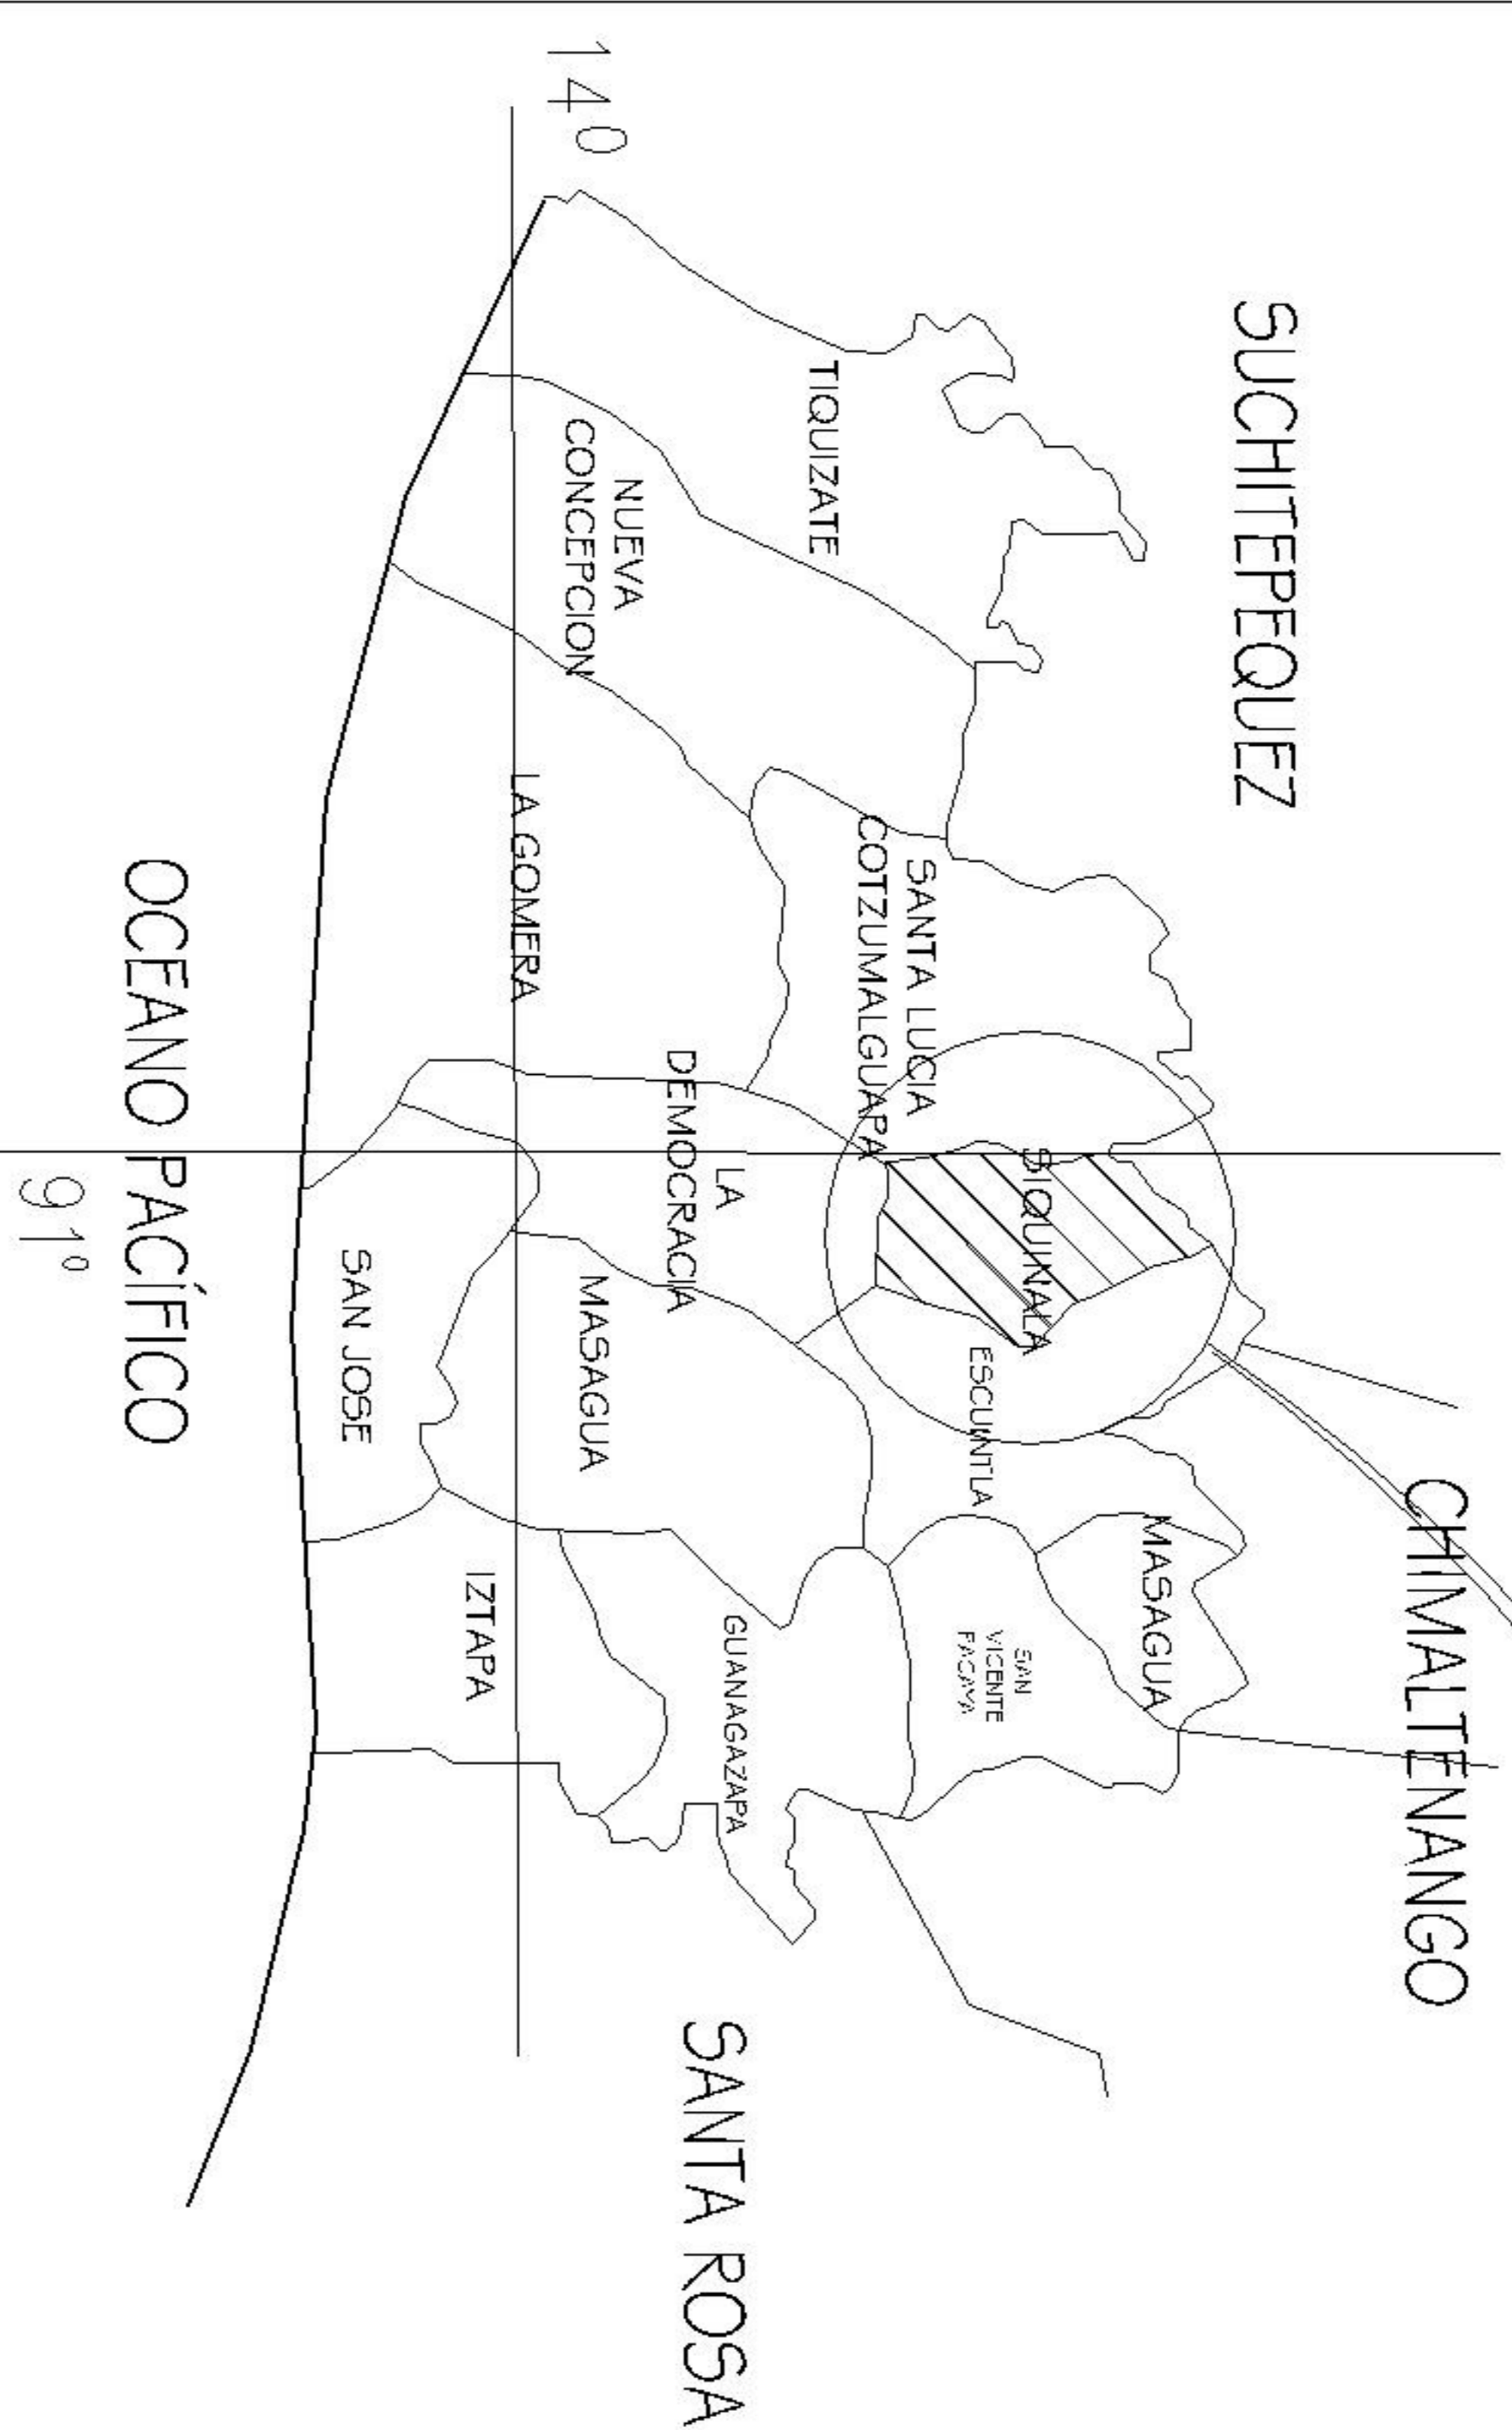 SUCHITEPEQUEZ
CHIMALTENANGO
TIQUIZATE
NUEVA
CONCEPCION
SANTA LUCIA
COTZUMALGUAPA
SIQUINALA
ESCUINTLA
MASAGUA
SAN
VICENTE
PACAYA
LA GOMERA
LA
DEMOCRACIA
MASAGUA
GUANAGAZAPA
SANTA ROSA
SAN JOSE
IZTAPA
14⁰
OCEANO PACÍFICO
91⁰